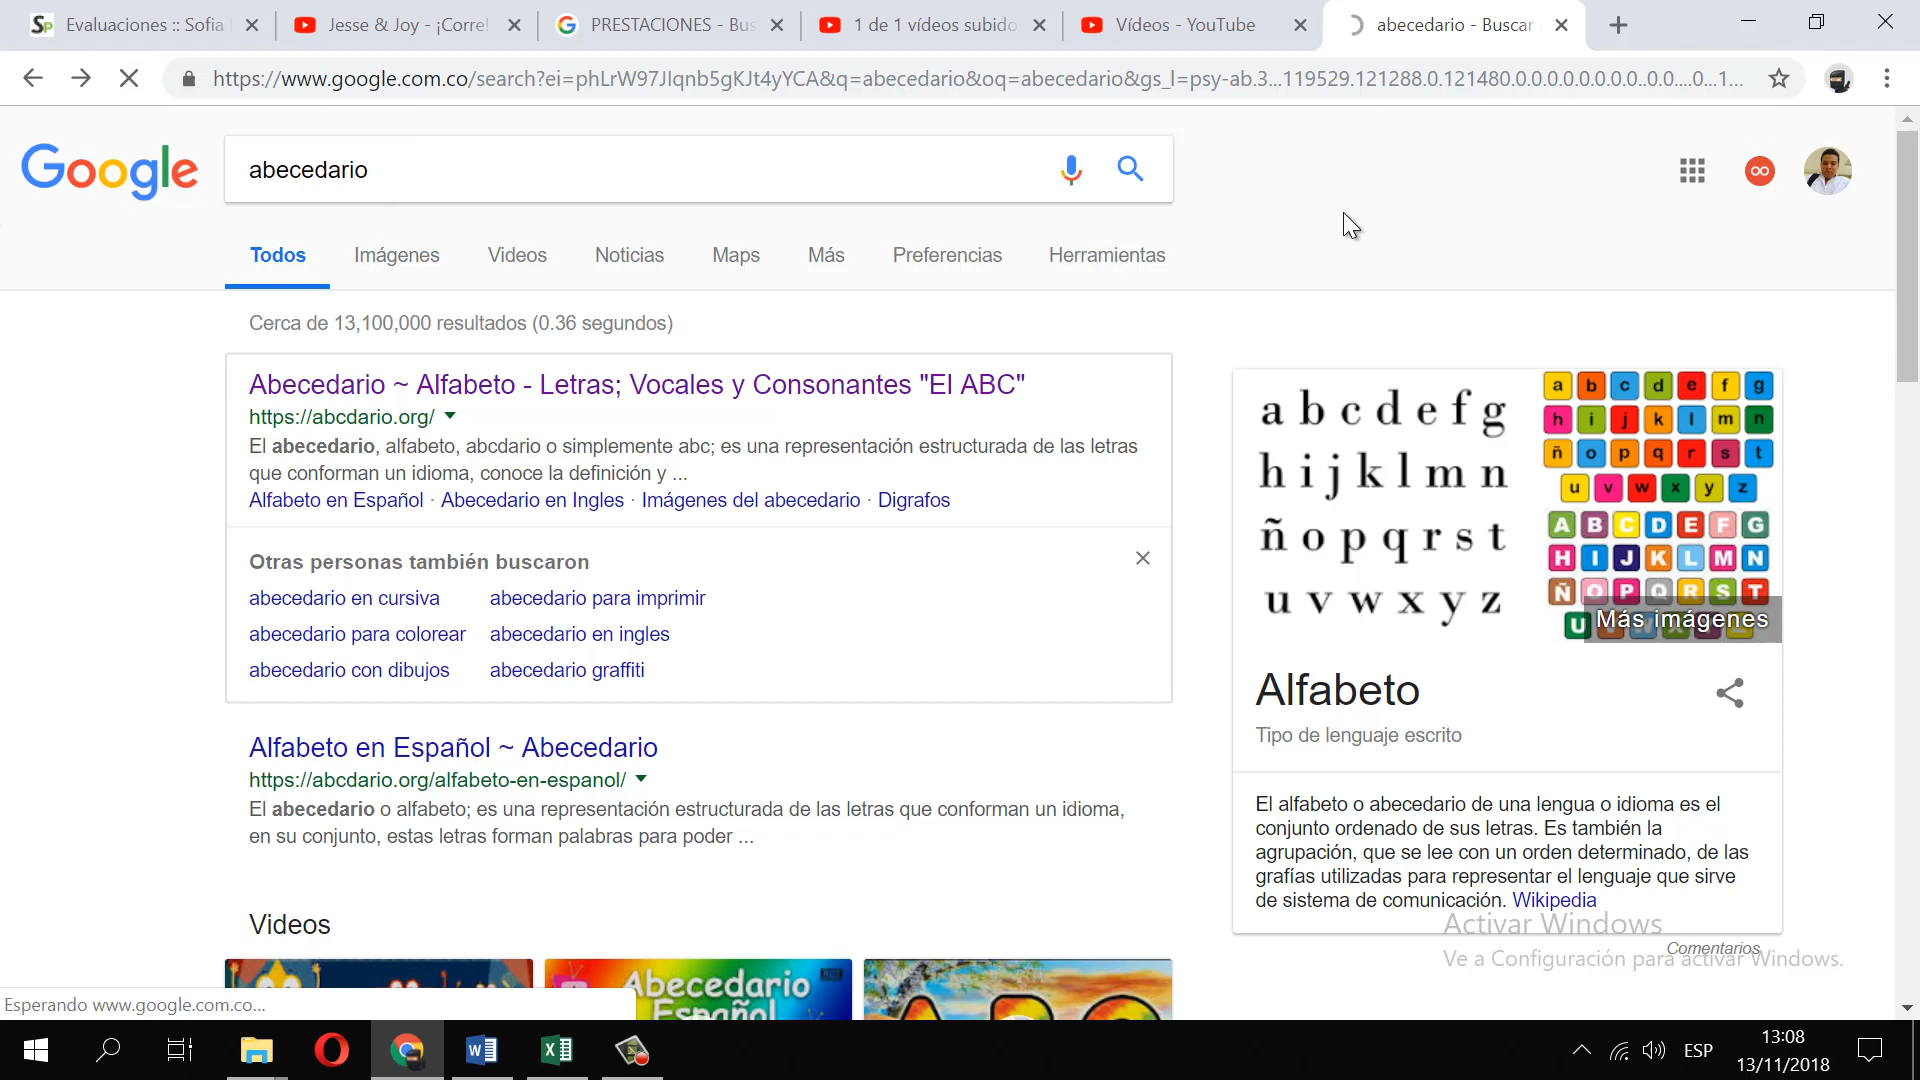 Evaluaciones :: Sofia
Jesse & Joy - ¡Corre!
PRESTACIONES - Bus
1 de 1 vídeos subido
Vídeos - YouTube
abecedario - Buscar
https://www.google.com.co/search?ei=phLrW97JIqnb5gKJt4yYCA&q=abecedario&oq=abecedario&gs_l=psy-ab.3...119529.121288.0.121480.0.0.0.0.0.0.0.0..0.0....0...1...
Google
abecedario
Todos
Imágenes
Videos
Noticias
Maps
Más
Preferencias
Herramientas
Cerca de 13,100,000 resultados (0.36 segundos)
Abecedario ~ Alfabeto - Letras; Vocales y Consonantes "El ABC"
https://abcdario.org/
El abecedario, alfabeto, abcdario o simplemente abc; es una representación estructurada de las letras
que conforman un idioma, conoce la definición y ...
Alfabeto en Español · Abecedario en Ingles · Imágenes del abecedario · Digrafos
Otras personas también buscaron
abecedario en cursiva
abecedario para imprimir
abecedario para colorear
abecedario en ingles
abecedario con dibujos
abecedario graffiti
Alfabeto en Español ~ Abecedario
https://abcdario.org/alfabeto-en-espanol/
El abecedario o alfabeto; es una representación estructurada de las letras que conforman un idioma,
en su conjunto, estas letras forman palabras para poder ...
Videos
Abecedario
Español
a b c d e f g
h i j k l m n
ñ o p q r s t
u v w x y z
a b c d e f g
h i j k l m n
ñ o p q r s t
u v w x y z
A B C D E F G
H I J K L M N
Ñ O P Q R S T
U
Más imágenes
Alfabeto
Tipo de lenguaje escrito
El alfabeto o abecedario de una lengua o idioma es el
conjunto ordenado de sus letras. Es también la
agrupación, que se lee con un orden determinado, de las
grafías utilizadas para representar el lenguaje que sirve
de sistema de comunicación. Wikipedia
Comentarios
Activar Windows
Ve a Configuración para activar Windows.
Esperando www.google.com.co...
ESP
13:08
13/11/2018